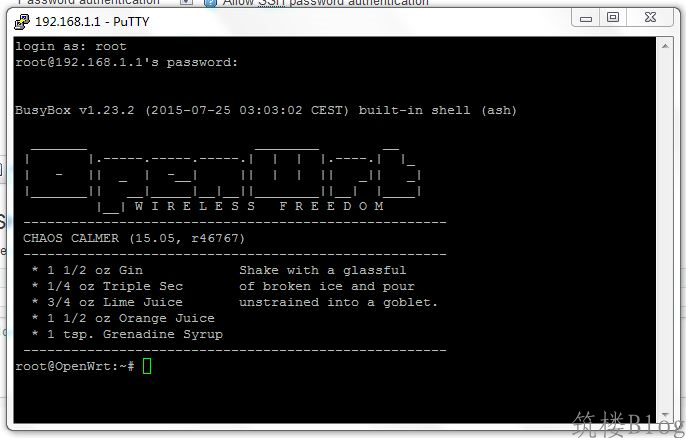 Password authentication
Allow SSH password authentication
192.168.1.1 - PuTTY
login as: root
root@192.168.1.1's password:
BusyBox v1.23.2 (2015-07-25 03:03:02 CEST) built-in shell (ash)
OpenWrt
W I R E L E S S   F R E E D O M
CHAOS CALMER (15.05, r46767)
* 1 1/2 oz Gin Shake with a glassful
* 1/4 oz Triple Sec of broken ice and pour
* 3/4 oz Lime Juice unstrained into a goblet.
* 1 1/2 oz Orange Juice
* 1 tsp. Grenadine Syrup
root@OpenWrt:~#
筑楼Blog